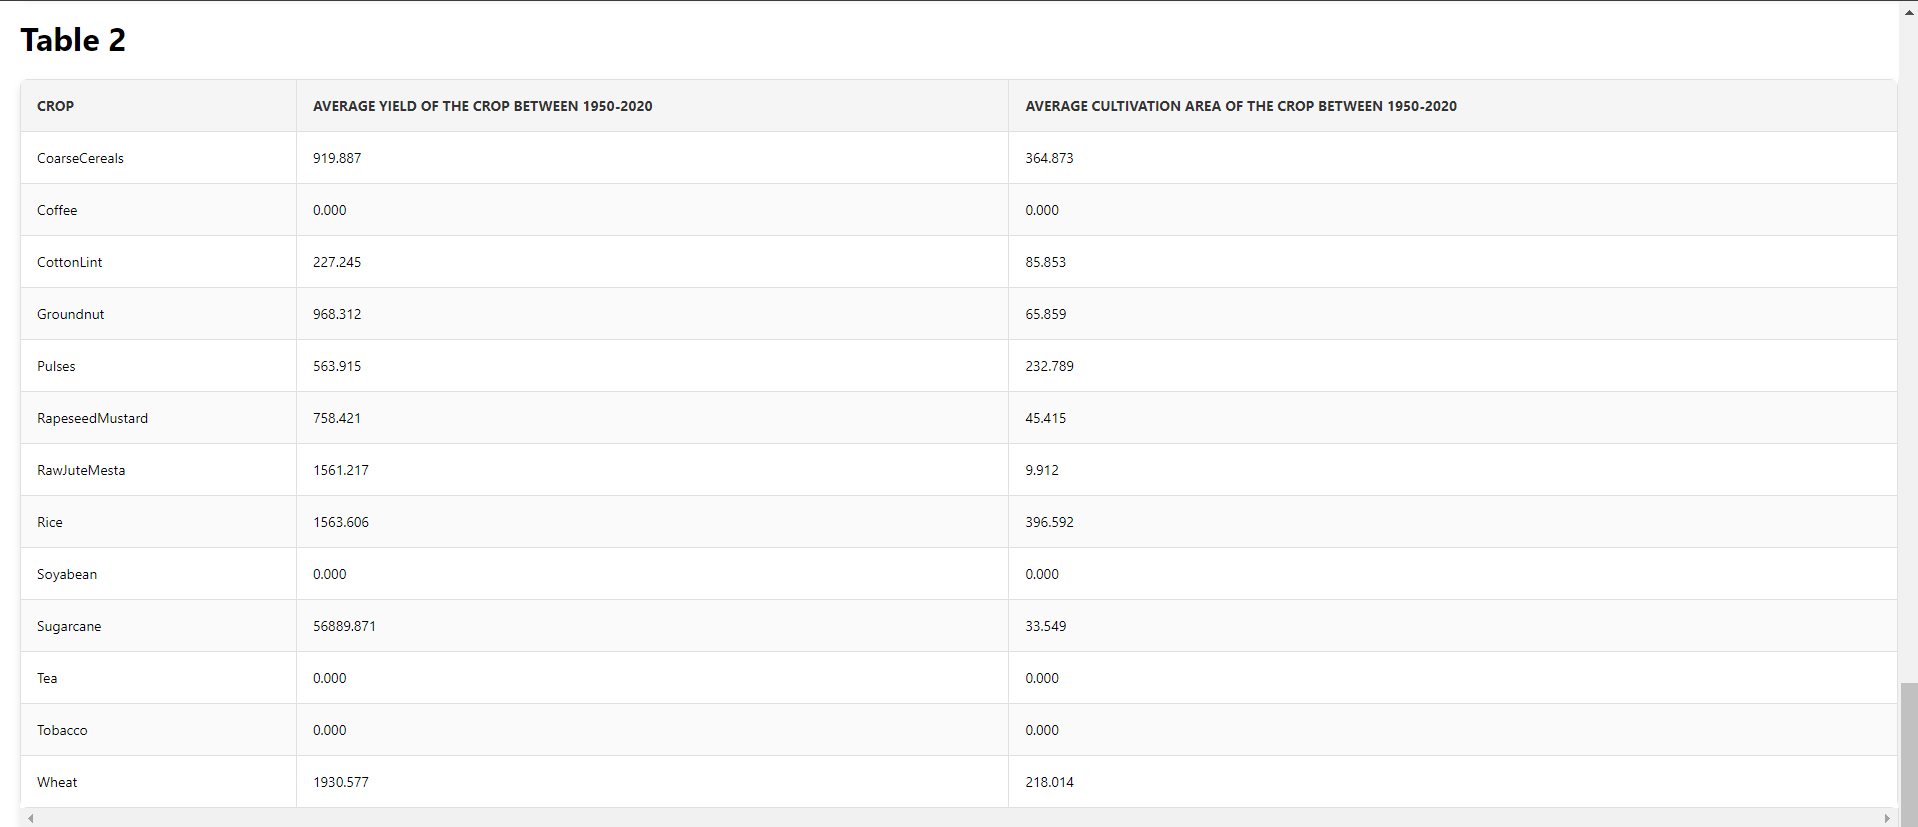 Table 2
CROP AVERAGE YIELD OF THE CROP BETWEEN 1950-2020 AVERAGE CULTIVATION AREA OF THE CROP BETWEEN 1950-2020
CoarseCereals 919.887 364.873
Coffee 0.000 0.000
CottonLint 227.245 85.853
Groundnut 968.312 65.859
Pulses 563.915 232.789
RapeseedMustard 758.421 45.415
RawJuteMesta 1561.217 9.912
Rice 1563.606 396.592
Soyabean 0.000 0.000
Sugarcane 56889.871 33.549
Tea 0.000 0.000
Tobacco 0.000 0.000
Wheat 1930.577 218.014